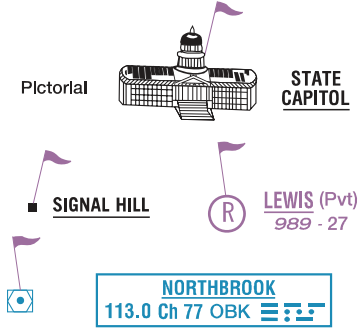 Pictorial
STATE
CAPITOL
SIGNAL HILL
R
LEWIS (Pvt)
989 - 27
NORTHBROOK
113.0 Ch 77 OBK